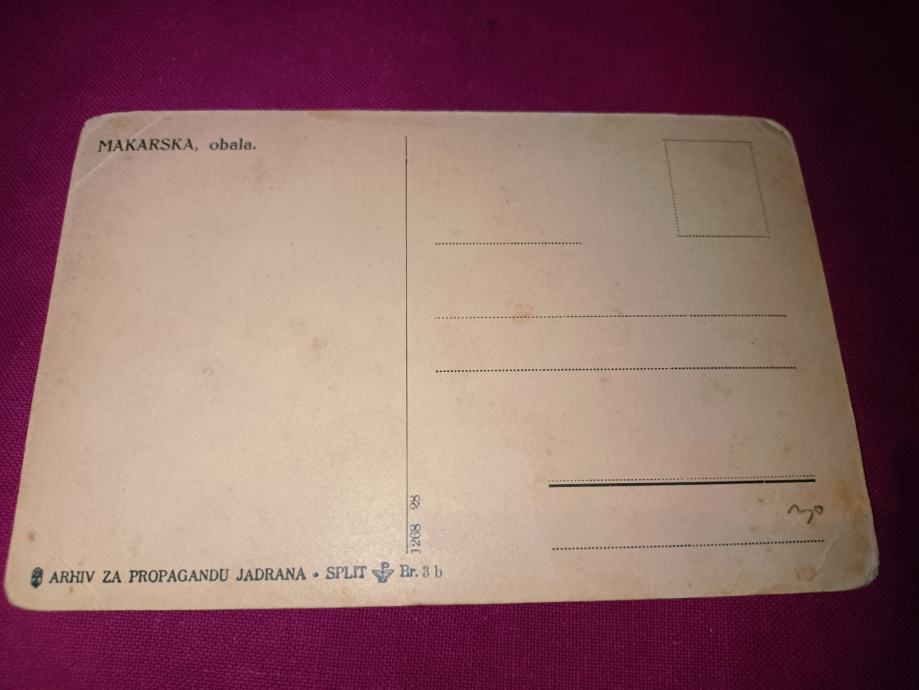 MAKARSKA, obala.
1268 28
ARHIV ZA PROPAGANDU JADRANA • SPLIT P Br. 3 b